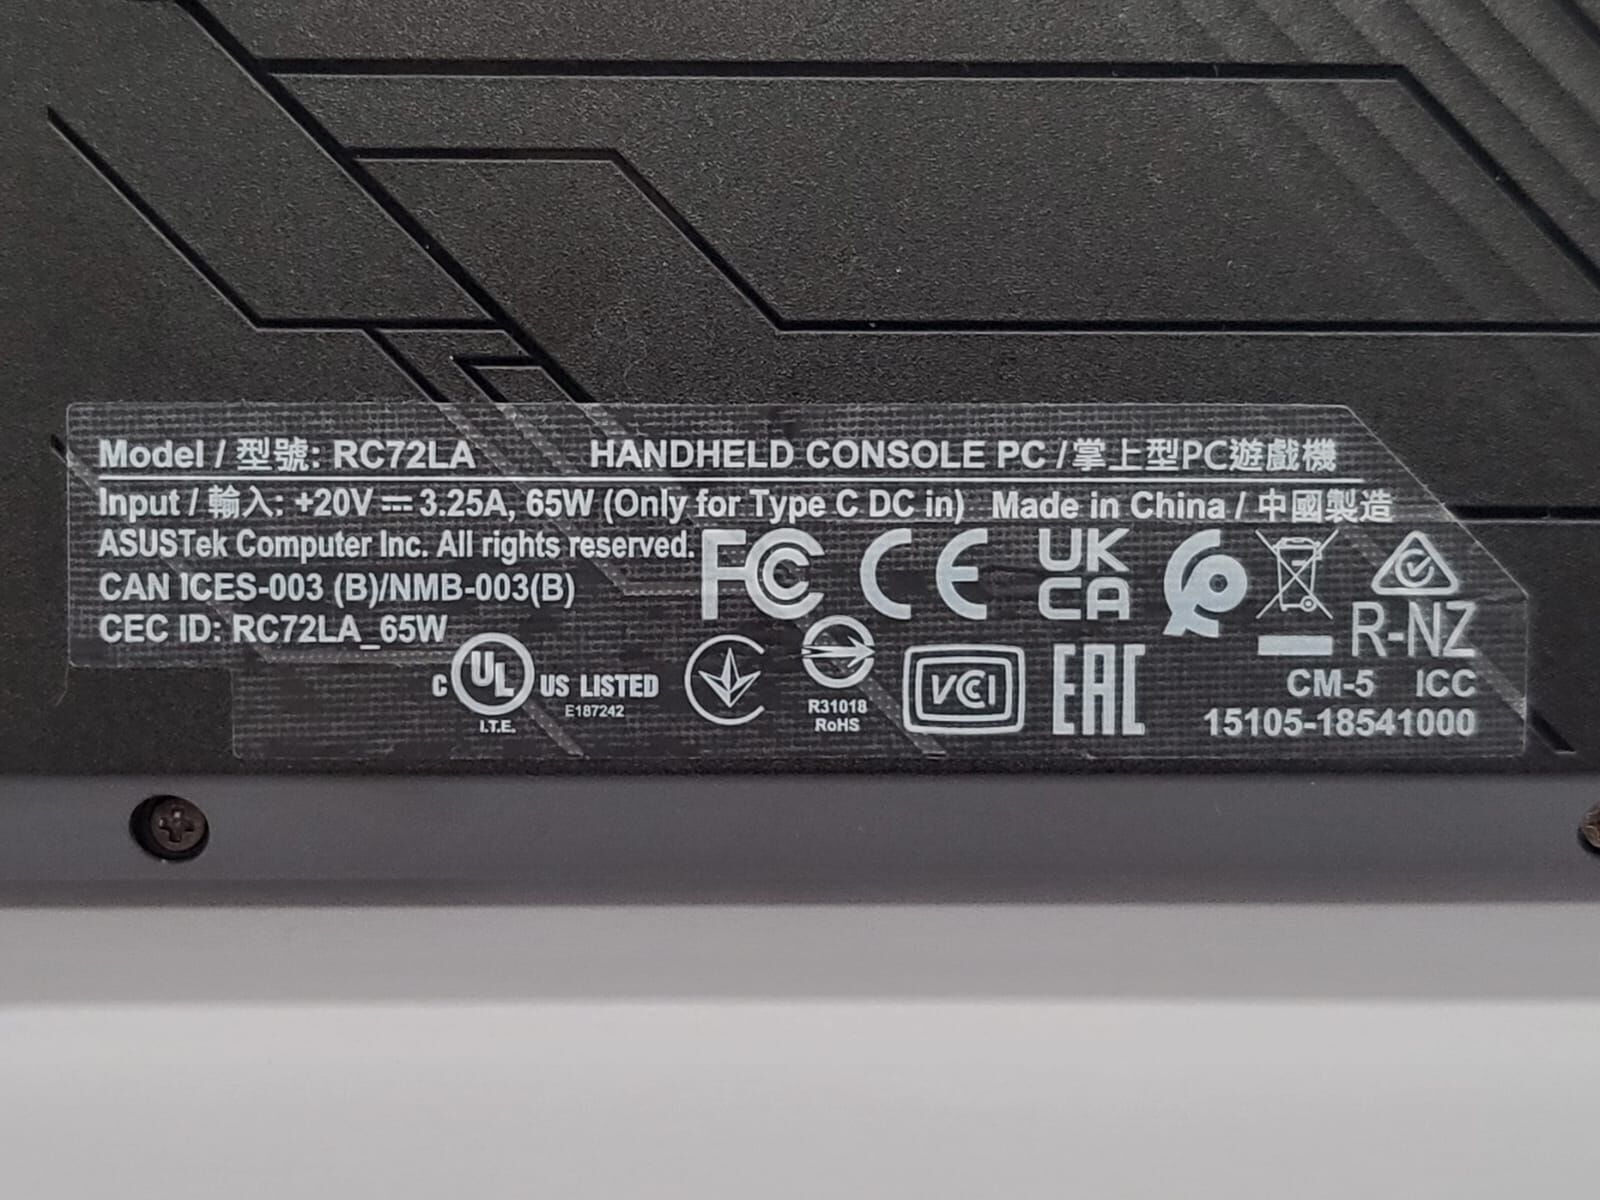 Model / 型號: RC72LA HANDHELD CONSOLE PC / 掌上型PC遊戲機
Input / 輸入: +20V ⎓ 3.25A, 65W (Only for Type C DC in) Made in China / 中國製造
ASUSTek Computer Inc. All rights reserved.
CAN ICES-003 (B)/NMB-003(B)
CEC ID: RC72LA_65W
FC CE UK CA
R-NZ
C UL US LISTED
I.T.E. E187242
R31018
RoHS
VCCI
EAC
CM-5 ICC
15105-18541000